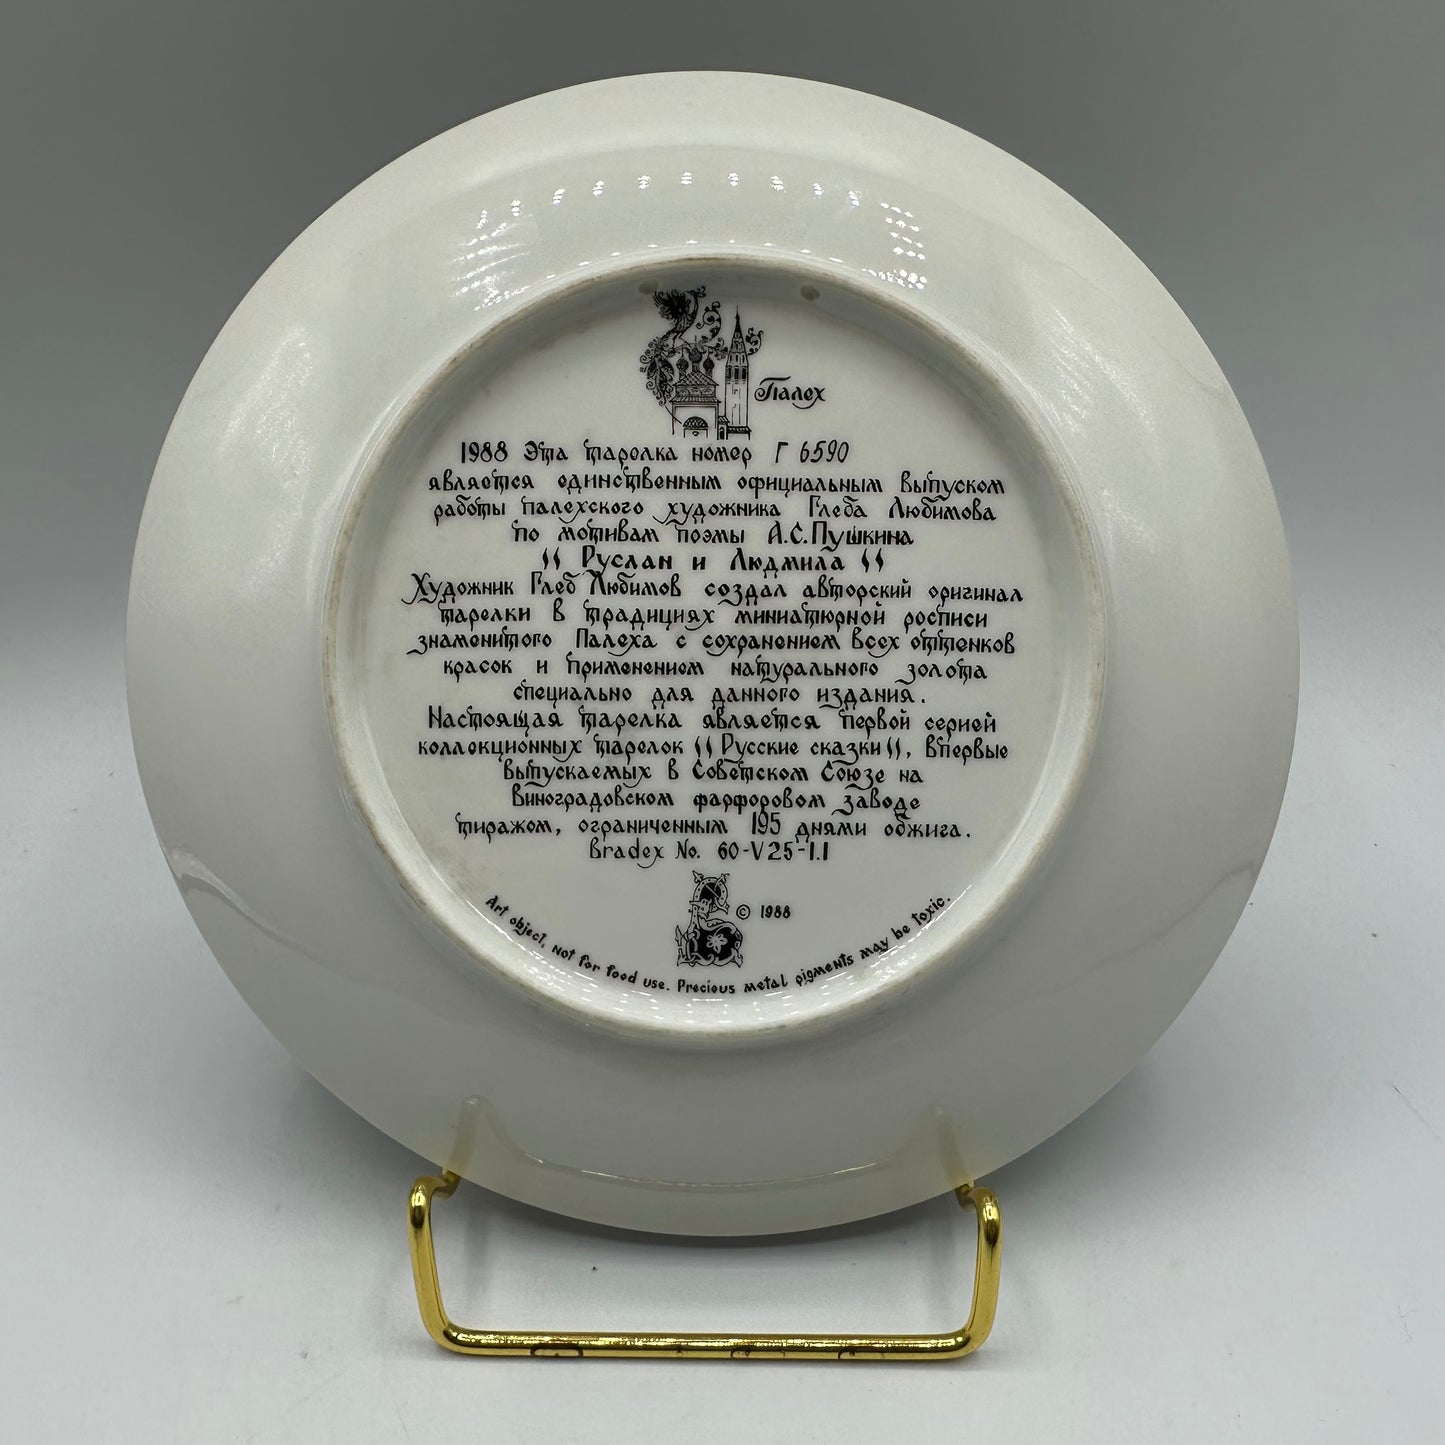 Палех
1988 Эта тарелка номер Г 6590
является единственным официальным выпуском
работы палехского художника Глеба Любимова
по мотивам поэмы А.С.Пушкина
"Руслан и Людмила"
Художник Глеб Любимов создал авторский оригинал
тарелки в традициях миниатюрной росписи
знаменитого Палеха с сохранением всех оттенков
красок и применением натурального золота
специально для данного издания.
Настоящая тарелка является первой серией
коллекционных тарелок "Русские сказки", впервые
выпускаемых в Советском Союзе на
Виноградовском фарфоровом заводе
тиражом, ограниченным 195 днями обжига.
Bradex No. 60-V25-1.1
© 1988
Art object, not for food use. Precious metal pigments may be toxic.